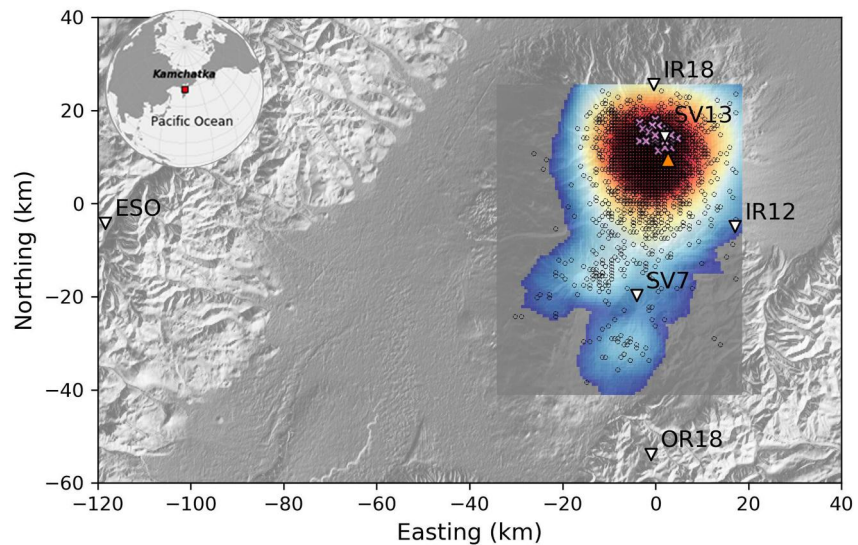 40
20
0
−20
−40
−60
Northing (km)
Kamchatka
Pacific Ocean
IR18
SV13
ESO
IR12
SV7
OR18
−120
−100
−80
−60
−40
−20
0
20
40
Easting (km)